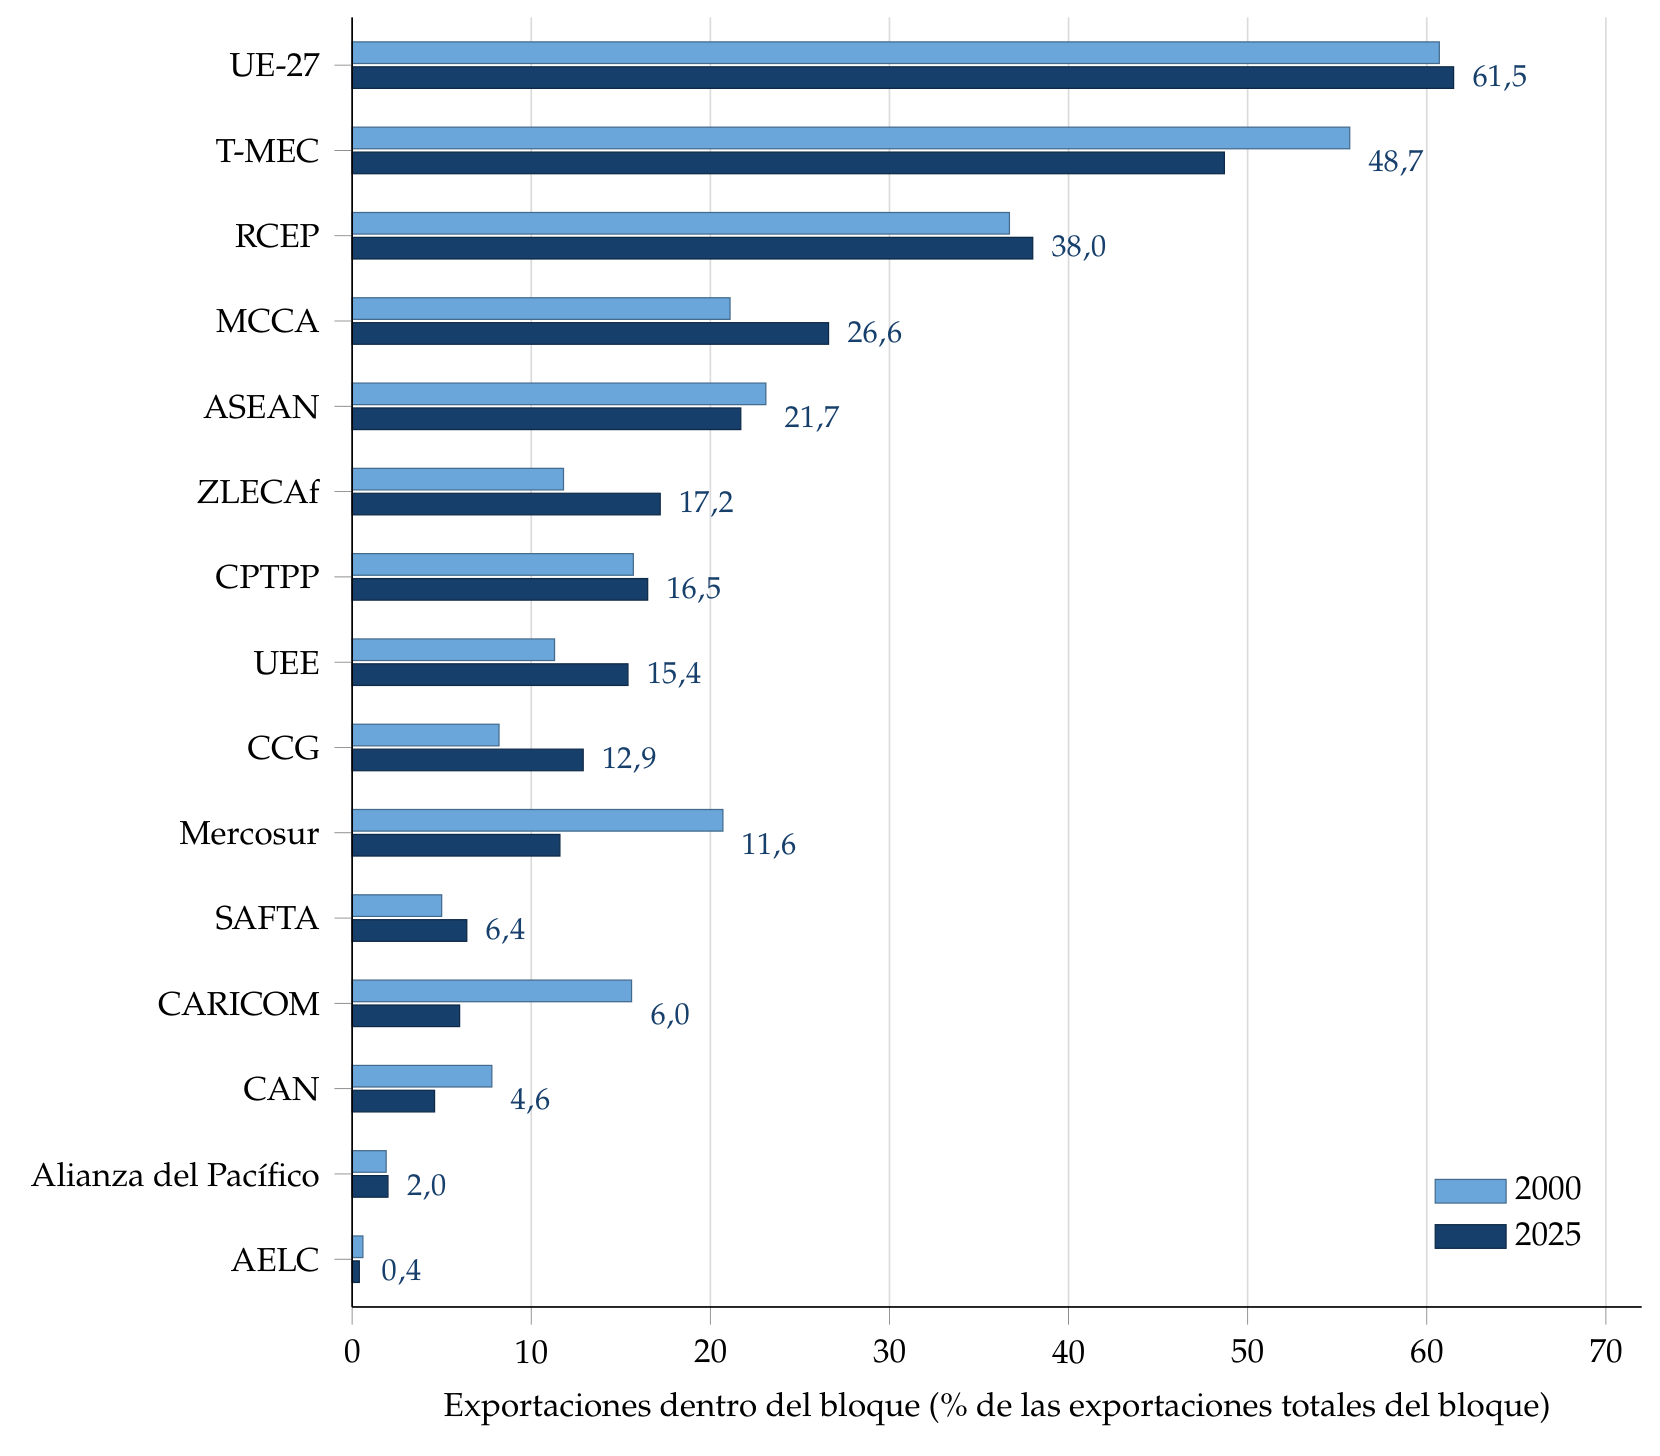 UE-27
61,5
T-MEC
48,7
RCEP
38,0
MCCA
26,6
ASEAN
21,7
ZLECAf
17,2
CPTPP
16,5
UEE
15,4
CCG
12,9
Mercosur
11,6
SAFTA
6,4
CARICOM
6,0
CAN
4,6
Alianza del Pacífico
2,0
AELC
0,4
2000
2025
0 10 20 30 40 50 60 70
Exportaciones dentro del bloque (% de las exportaciones totales del bloque)